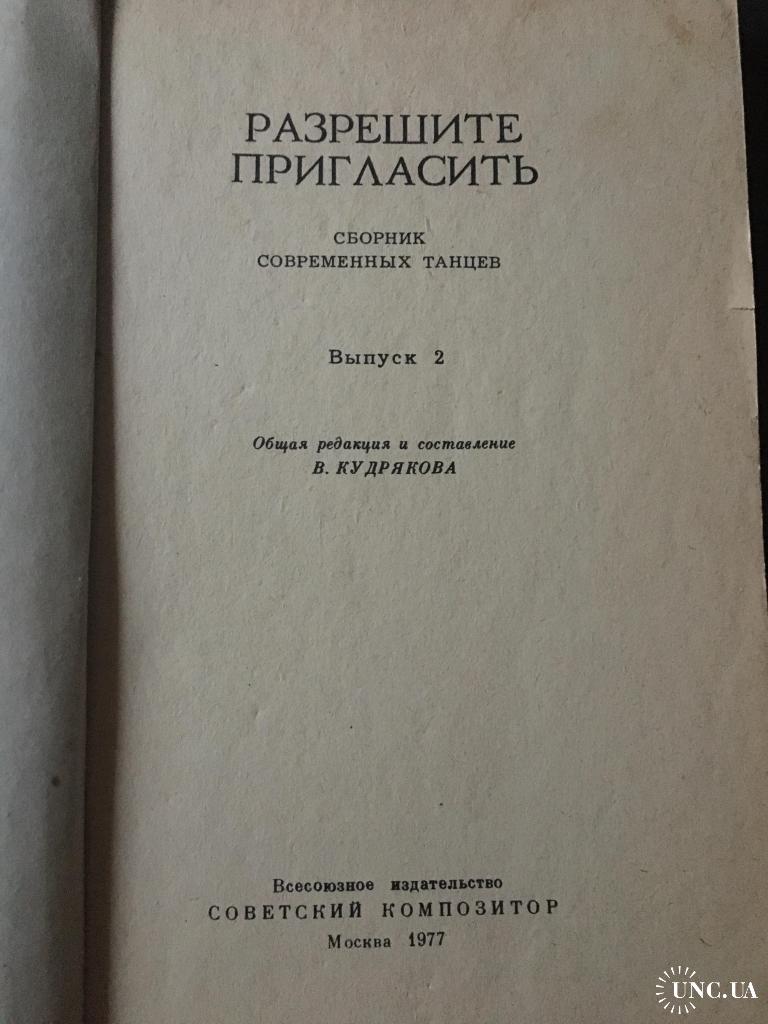 РАЗРЕШИТЕ
ПРИГЛАСИТЬ
СБОРНИК
СОВРЕМЕННЫХ ТАНЦЕВ
Выпуск 2
Общая редакция и составление
В. КУДРЯКОВА
Всесоюзное издательство
СОВЕТСКИЙ КОМПОЗИТОР
Москва 1977
UNC.UA